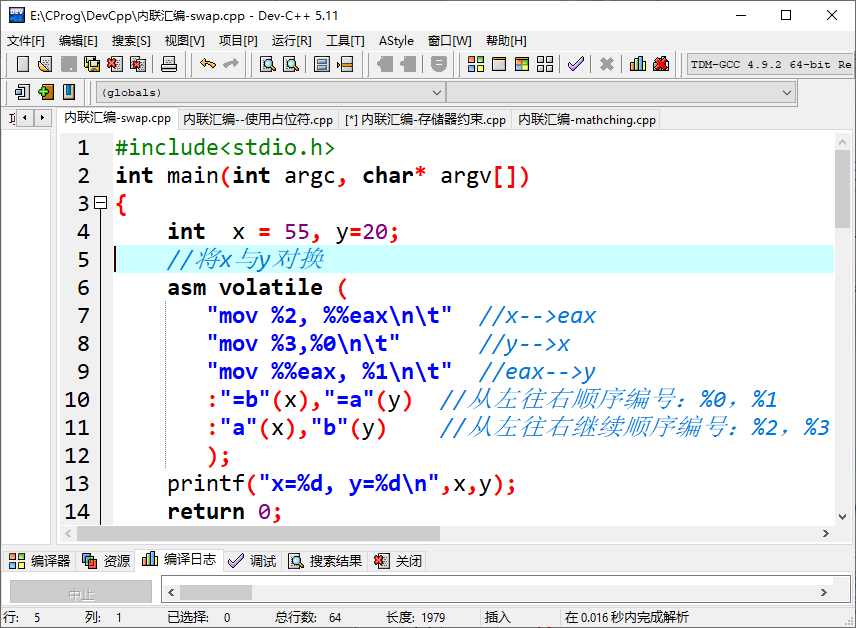 E:\CProg\DevCpp\内联汇编-swap.cpp - Dev-C++ 5.11
文件[F] 编辑[E] 搜索[S] 视图[V] 项目[P] 运行[R] 工具[T] AStyle 窗口[W] 帮助[H]
TDM-GCC 4.9.2 64-bit Re
(globals)
内联汇编-swap.cpp 内联汇编--使用占位符.cpp [*] 内联汇编-存储器约束.cpp 内联汇编-mathching.cpp
1 #include<stdio.h>
2 int main(int argc, char* argv[])
3 {
4 int  x = 55, y=20;
5 //将x与y对换
6 asm volatile (
7 "mov %2, %%eax\n\t"  //x-->eax
8 "mov %3,%0\n\t"      //y-->x
9 "mov %%eax, %1\n\t"  //eax-->y
10 :"=b"(x),"=a"(y)  //从左往右顺序编号：%0，%1
11 :"a"(x),"b"(y)    //从左往右继续顺序编号：%2，%3
12 );
13 printf("x=%d, y=%d\n",x,y);
14 return 0;
编译器 资源 编译日志 调试 搜索结果 关闭
中止
行: 5 列: 1 已选择: 0 总行数: 64 长度: 1979 插入 在 0.016 秒内完成解析